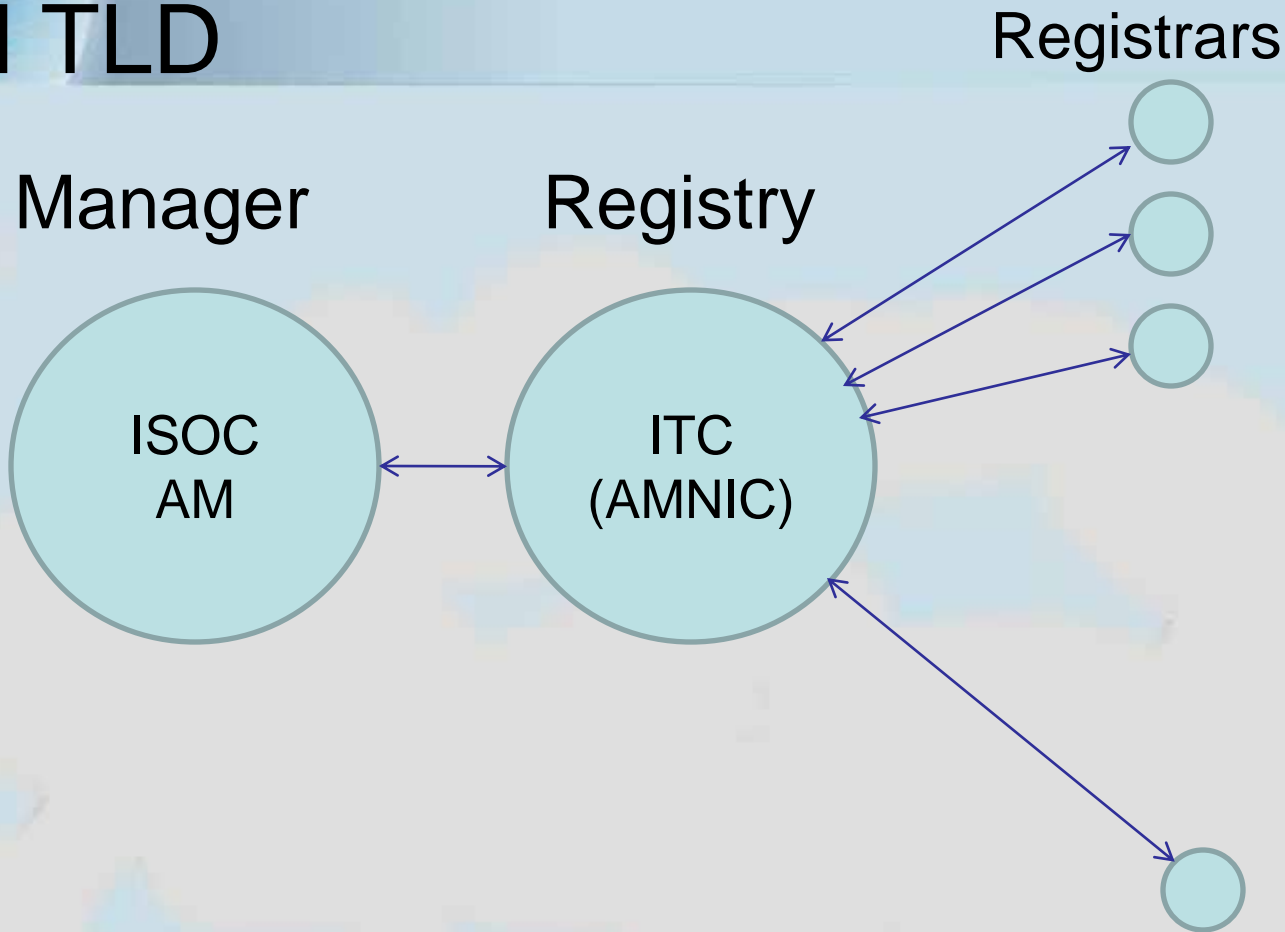 TLD
Registrars
Manager
Registry
ISOC
AM
ITC
(AMNIC)